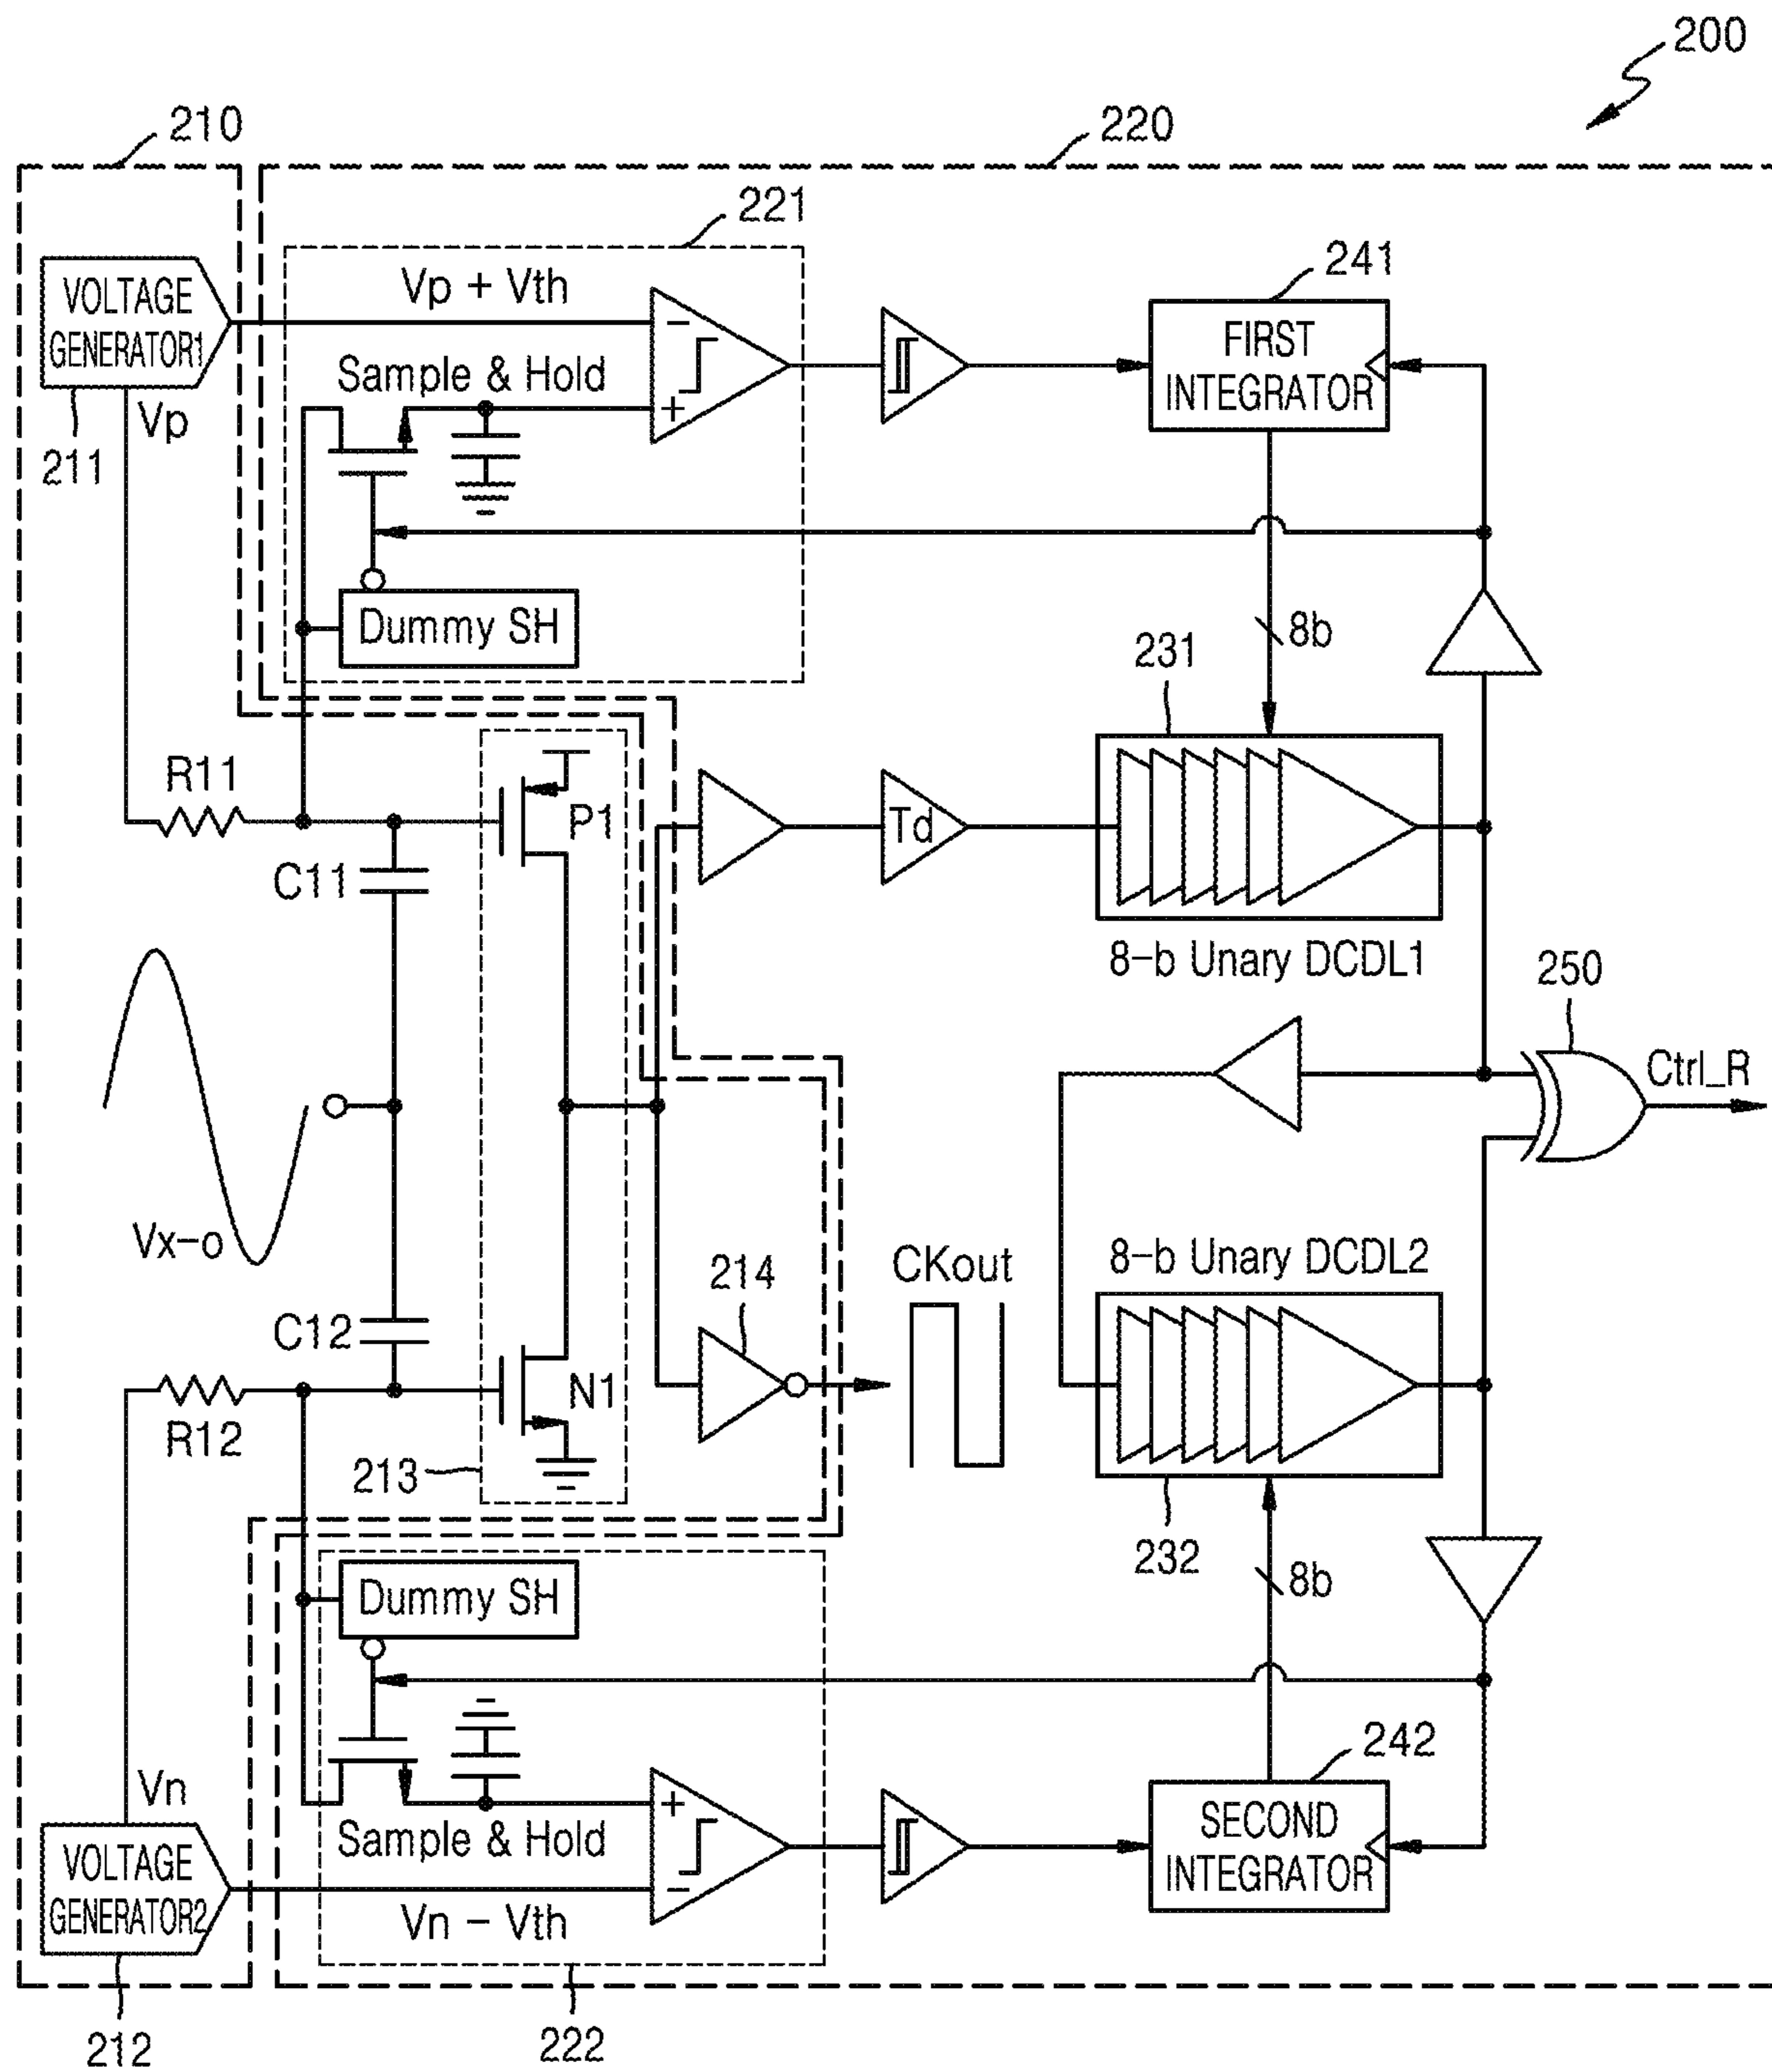 200
210
220
221
VOLTAGE
GENERATOR1
Vp + Vth
−
241
FIRST
INTEGRATOR
Sample & Hold
+
Vp
211
Dummy SH
8b
231
R11
P1
Td
C11
8-b Unary DCDL1
250
Ctrl_R
Vx-o
214
CKout
8-b Unary DCDL2
C12
N1
R12
213
232
Dummy SH
8b
242
Vn
+
Sample & Hold
SECOND
INTEGRATOR
VOLTAGE
GENERATOR2
−
Vn − Vth
212
222